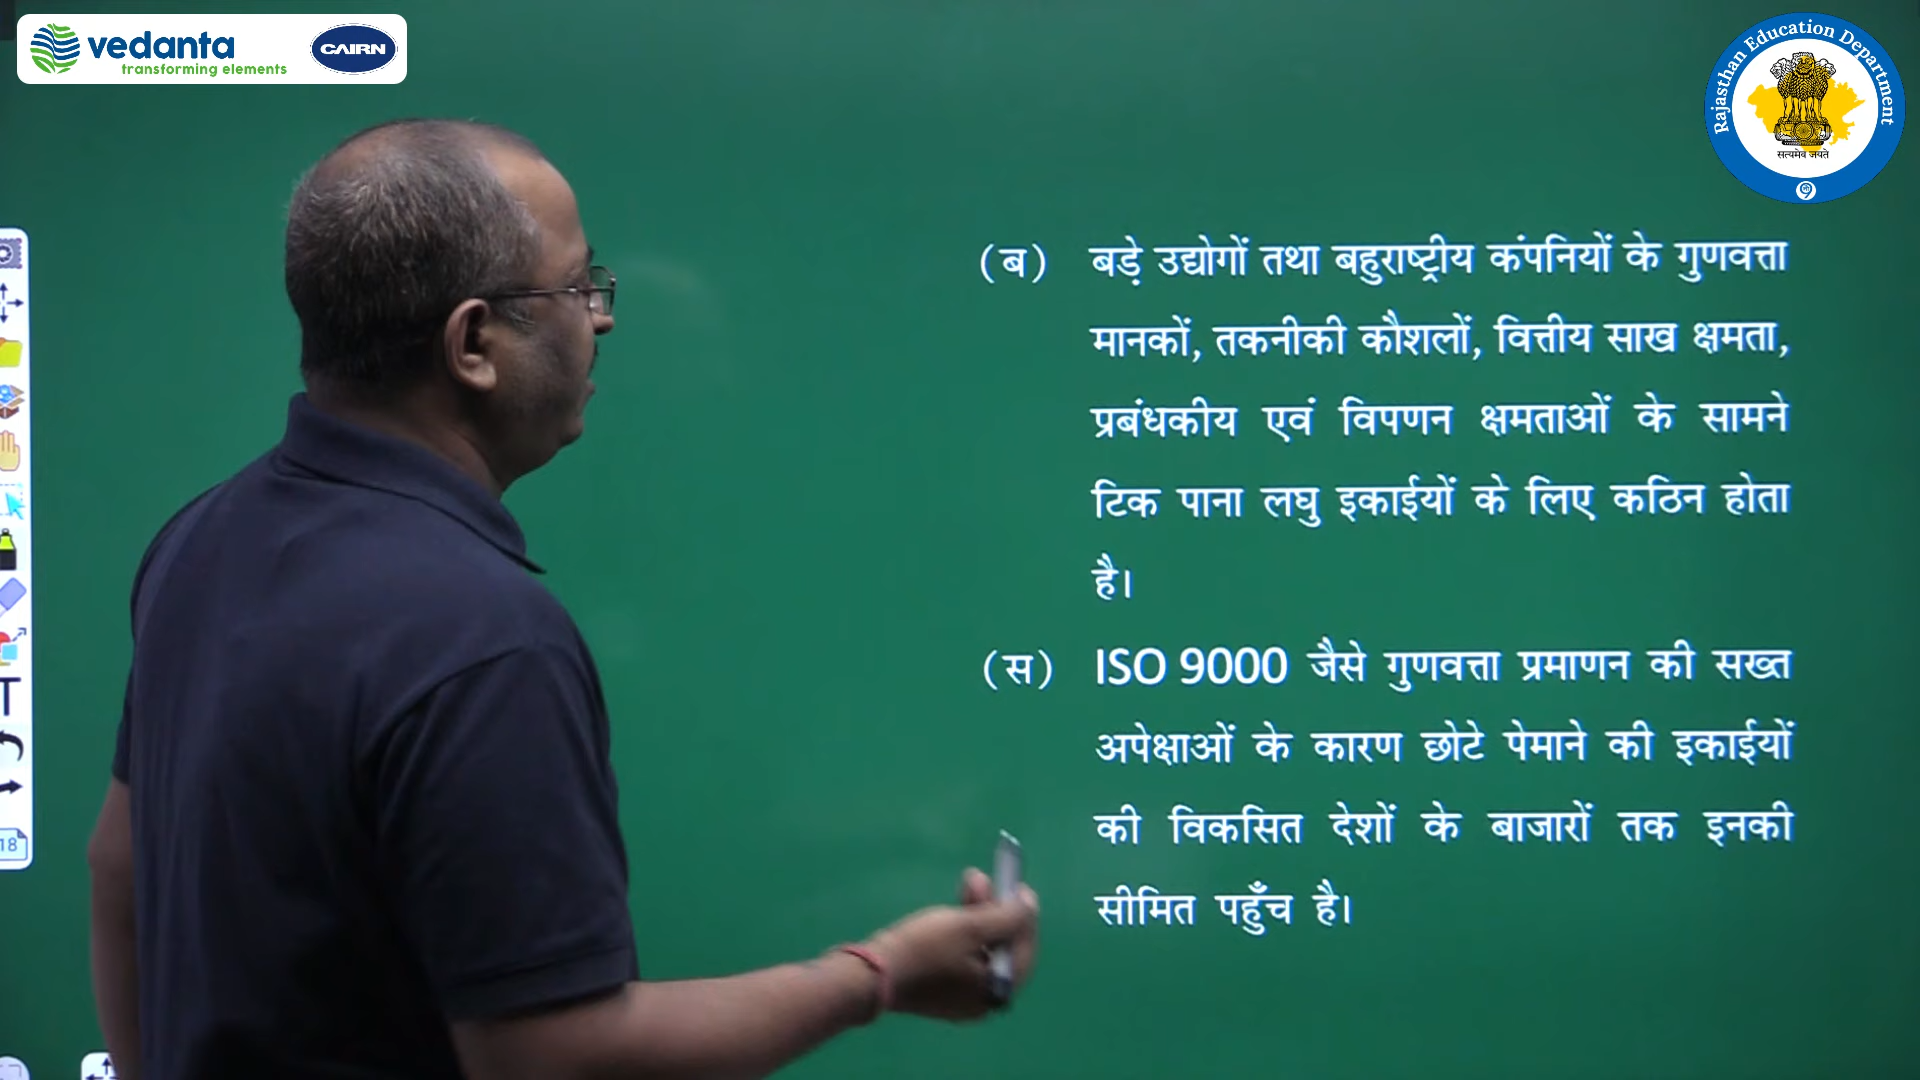 vedanta
transforming elements
CAIRN
Rajasthan Education Department
सत्यमेव जयते
(ब) बड़े उद्योगों तथा बहुराष्ट्रीय कंपनियों के गुणवत्ता
मानकों, तकनीकी कौशलों, वित्तीय साख क्षमता,
प्रबंधकीय एवं विपणन क्षमताओं के सामने
टिक पाना लघु इकाईयों के लिए कठिन होता
है।
(स) ISO 9000 जैसे गुणवत्ता प्रमाणन की सख्त
अपेक्षाओं के कारण छोटे पेमाने की इकाईयों
की विकसित देशों के बाजारों तक इनकी
सीमित पहुँच है।
T
18